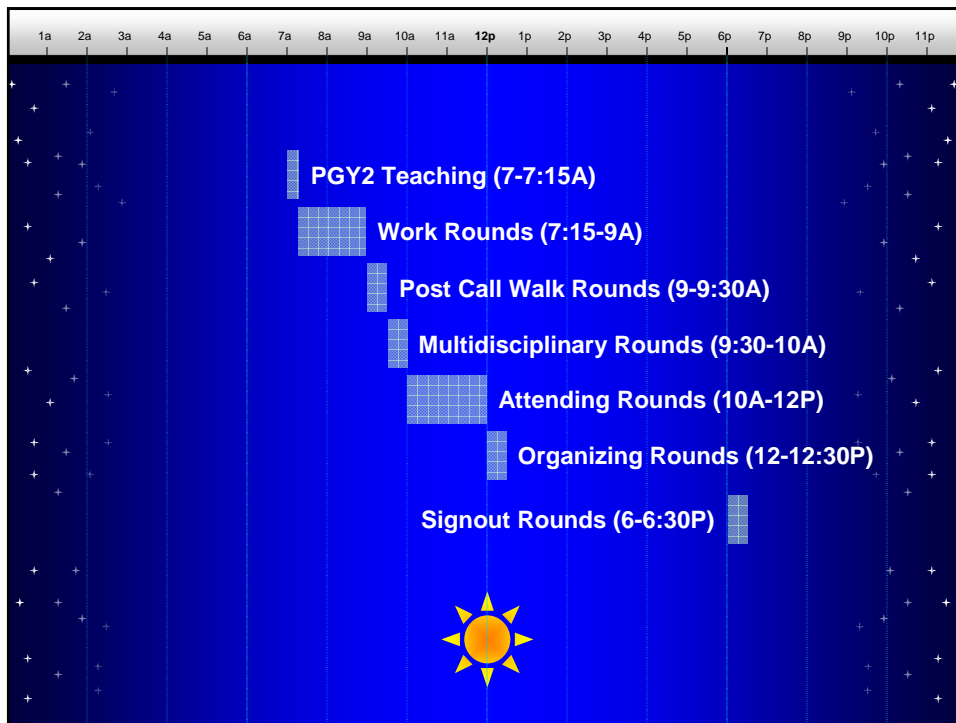 1a 2a 3a 4a 5a 6a 7a 8a 9a 10a 11a 12p 1p 2p 3p 4p 5p 6p 7p 8p 9p 10p 11p
PGY2 Teaching (7-7:15A)
Work Rounds (7:15-9A)
Post Call Walk Rounds (9-9:30A)
Multidisciplinary Rounds (9:30-10A)
Attending Rounds (10A-12P)
Organizing Rounds (12-12:30P)
Signout Rounds (6-6:30P)